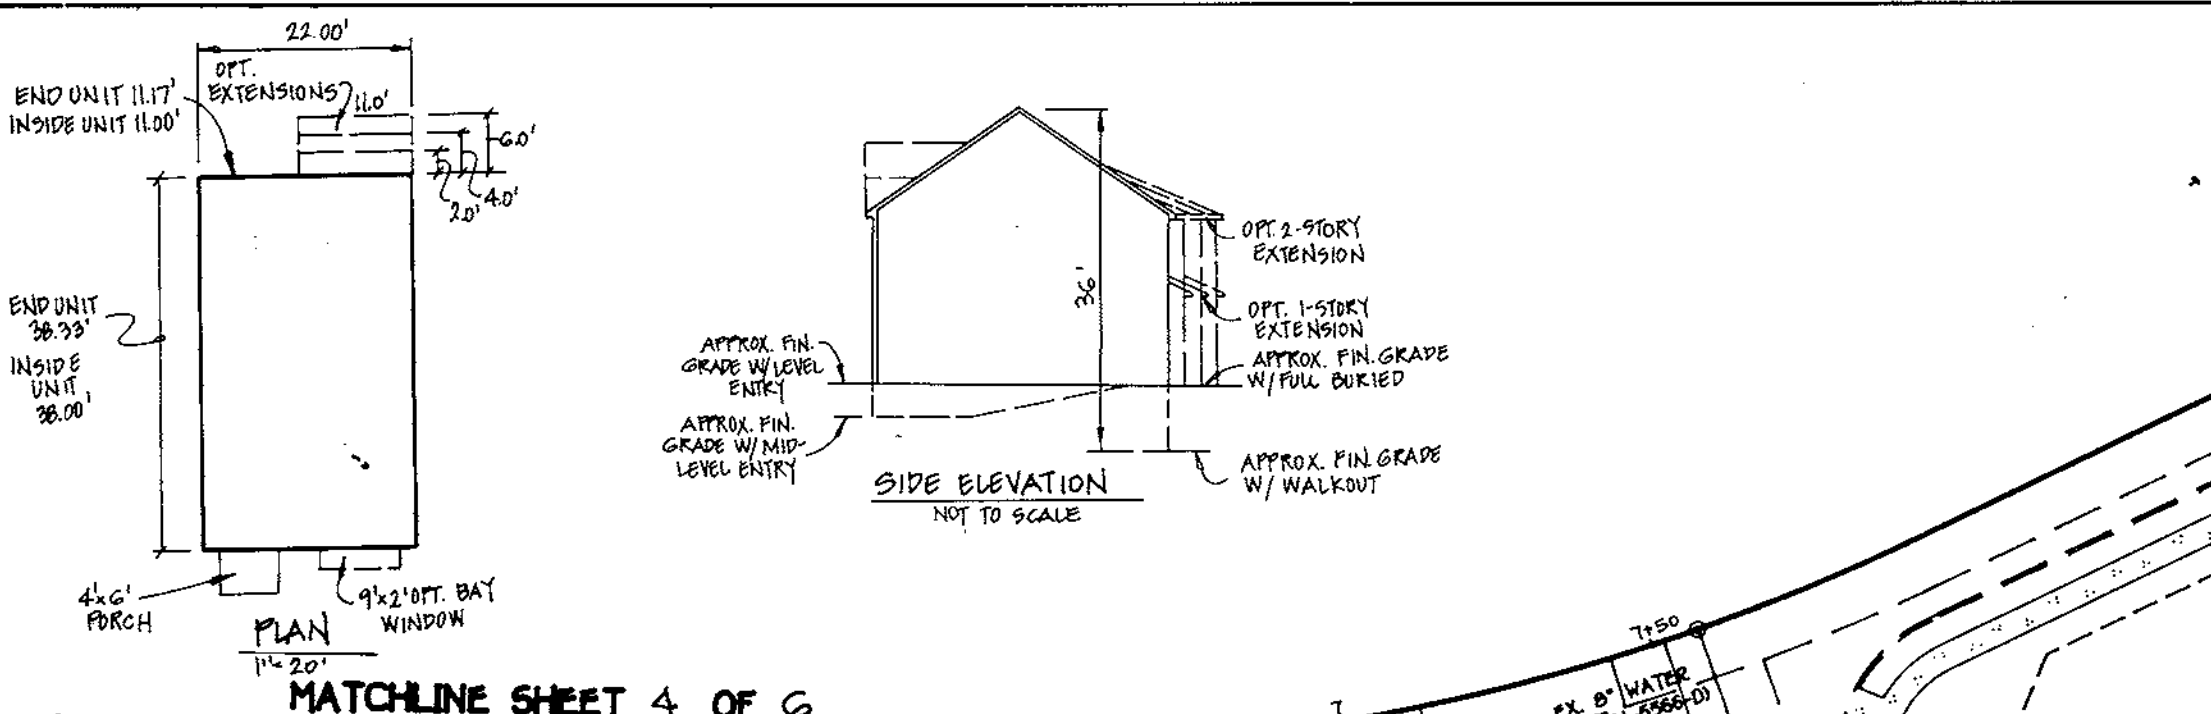 22.00'
END UNIT 11.17'
INSIDE UNIT 11.00'
OPT.
EXTENSIONS
11.0'
6.0'
4.0'
2.0'
END UNIT
38.33'
INSIDE
UNIT
38.00'
4'x6'
PORCH
9'x2' OPT. BAY
WINDOW
PLAN
1"=20'
36'
OPT. 2-STORY
EXTENSION
OPT. 1-STORY
EXTENSION
APPROX. FIN. GRADE
W/ FULL BURIED
APPROX. FIN. GRADE
W/ WALKOUT
APPROX. FIN.
GRADE W/ LEVEL
ENTRY
APPROX. FIN.
GRADE W/ MID-
LEVEL ENTRY
SIDE ELEVATION
NOT TO SCALE
MATCHLINE SHEET 4 OF 6
7+50
EX. 8" WATER